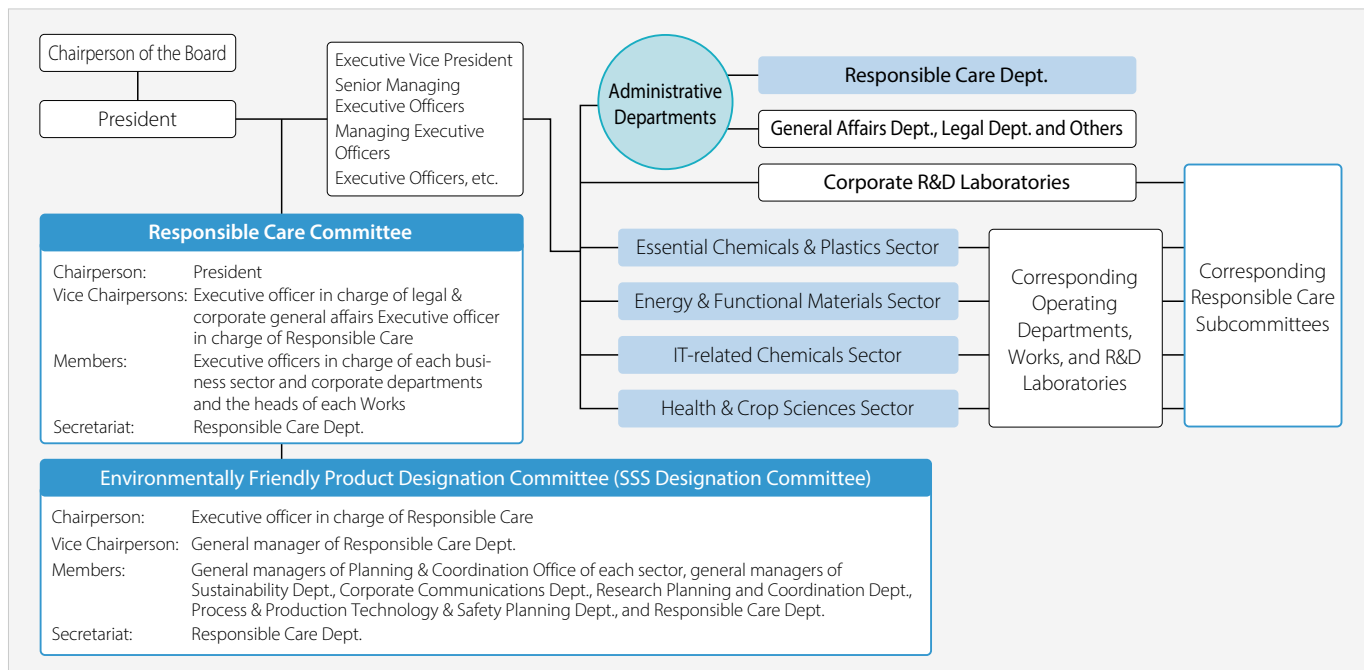 Chairperson of the Board
President
Executive Vice President
Senior Managing
Executive Officers
Managing Executive
Officers
Executive Officers, etc.
Administrative
Departments
Responsible Care Dept.
General Affairs Dept., Legal Dept. and Others
Corporate R&D Laboratories
Essential Chemicals & Plastics Sector
Energy & Functional Materials Sector
IT-related Chemicals Sector
Health & Crop Sciences Sector
Corresponding
Operating
Departments,
Works, and R&D
Laboratories
Corresponding
Responsible Care
Subcommittees
Responsible Care Committee
Chairperson: President
Vice Chairpersons: Executive officer in charge of legal &
corporate general affairs Executive officer
in charge of Responsible Care
Members: Executive officers in charge of each busi-
ness sector and corporate departments
and the heads of each Works
Secretariat: Responsible Care Dept.
Environmentally Friendly Product Designation Committee (SSS Designation Committee)
Chairperson: Executive officer in charge of Responsible Care
Vice Chairperson: General manager of Responsible Care Dept.
Members: General managers of Planning & Coordination Office of each sector, general managers of
Sustainability Dept., Corporate Communications Dept., Research Planning and Coordination Dept.,
Process & Production Technology & Safety Planning Dept., and Responsible Care Dept.
Secretariat: Responsible Care Dept.